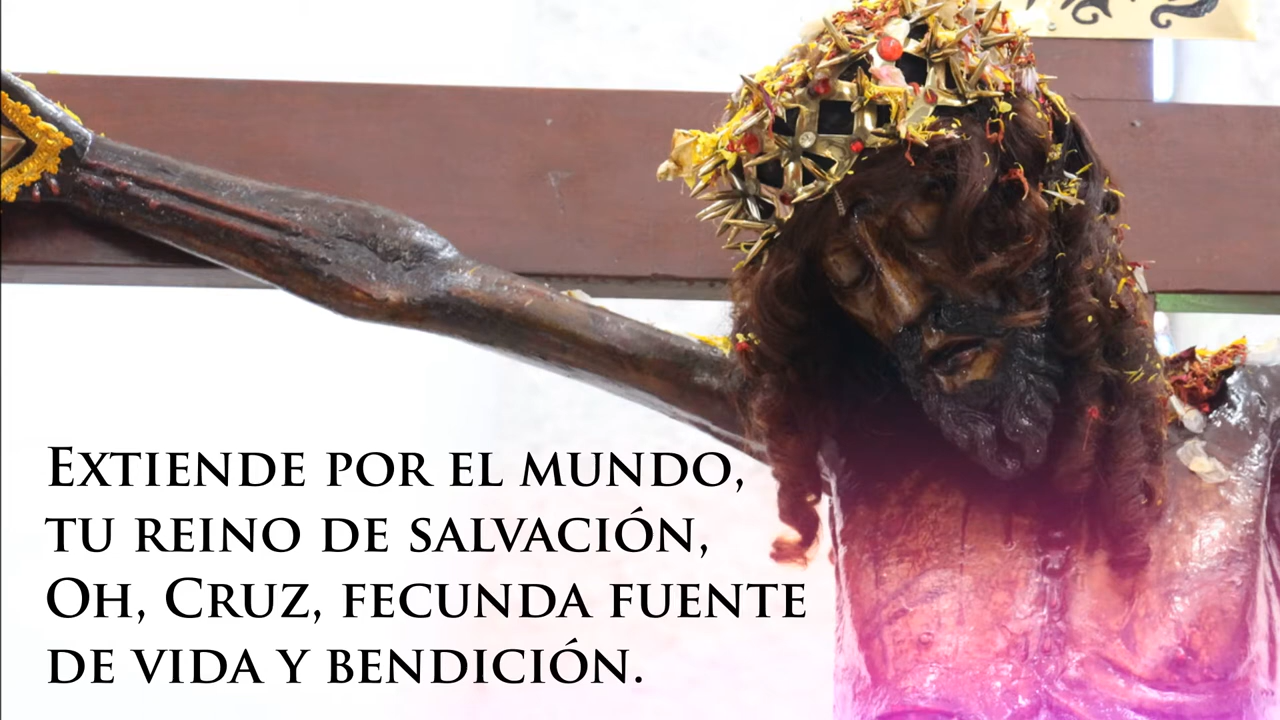 Extiende por el mundo,
tu reino de salvación,
Oh, Cruz, fecunda fuente
de vida y bendición.